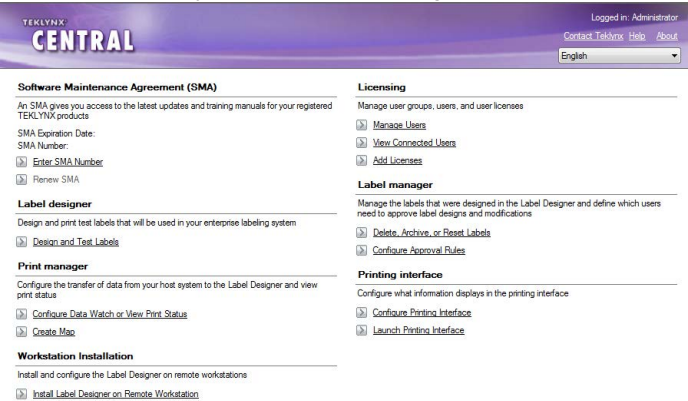 TEKLYNX
CENTRAL
Logged in: Administrator
Contact Teklynx Help About
English
Software Maintenance Agreement (SMA)
An SMA gives you access to the latest updates and training manuals for your registered
TEKLYNX products
SMA Expiration Date:
SMA Number:
Enter SMA Number
Renew SMA
Label designer
Design and print test labels that will be used in your enterprise labeling system
Design and Test Labels
Print manager
Configure the transfer of data from your host system to the Label Designer and view
print status
Configure Data Watch or View Print Status
Create Map
Workstation Installation
Install and configure the Label Designer on remote workstations
Install Label Designer on Remote Workstation
Licensing
Manage user groups, users, and user licenses
Manage Users
View Connected Users
Add Licenses
Label manager
Manage the labels that were designed in the Label Designer and define which users
need to approve label designs and modifications
Delete, Archive, or Reset Labels
Configure Approval Rules
Printing interface
Configure what information displays in the printing interface
Configure Printing Interface
Launch Printing Interface